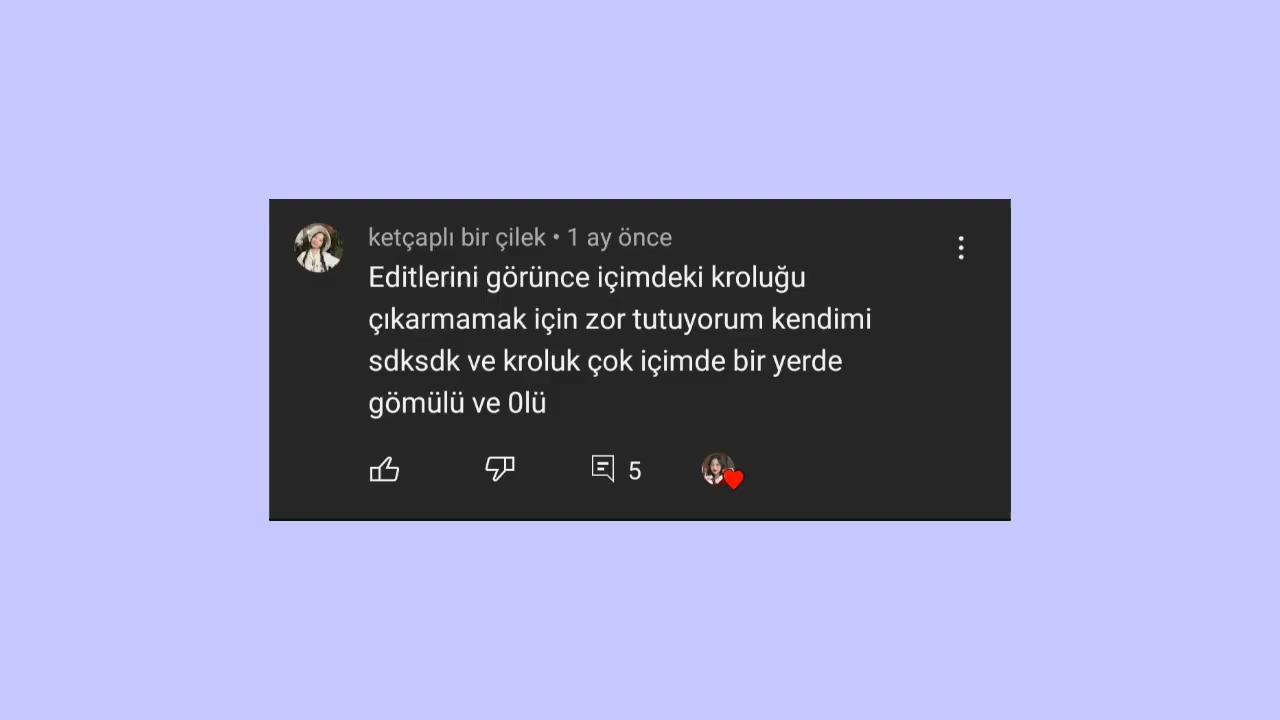 ketçaplı bir çilek • 1 ay önce
Editlerini görünce içimdeki kroluğu
çıkarmamak için zor tutuyorum kendimi
sdksdk ve kroluk çok içimde bir yerde
gömülü ve 0lü
5